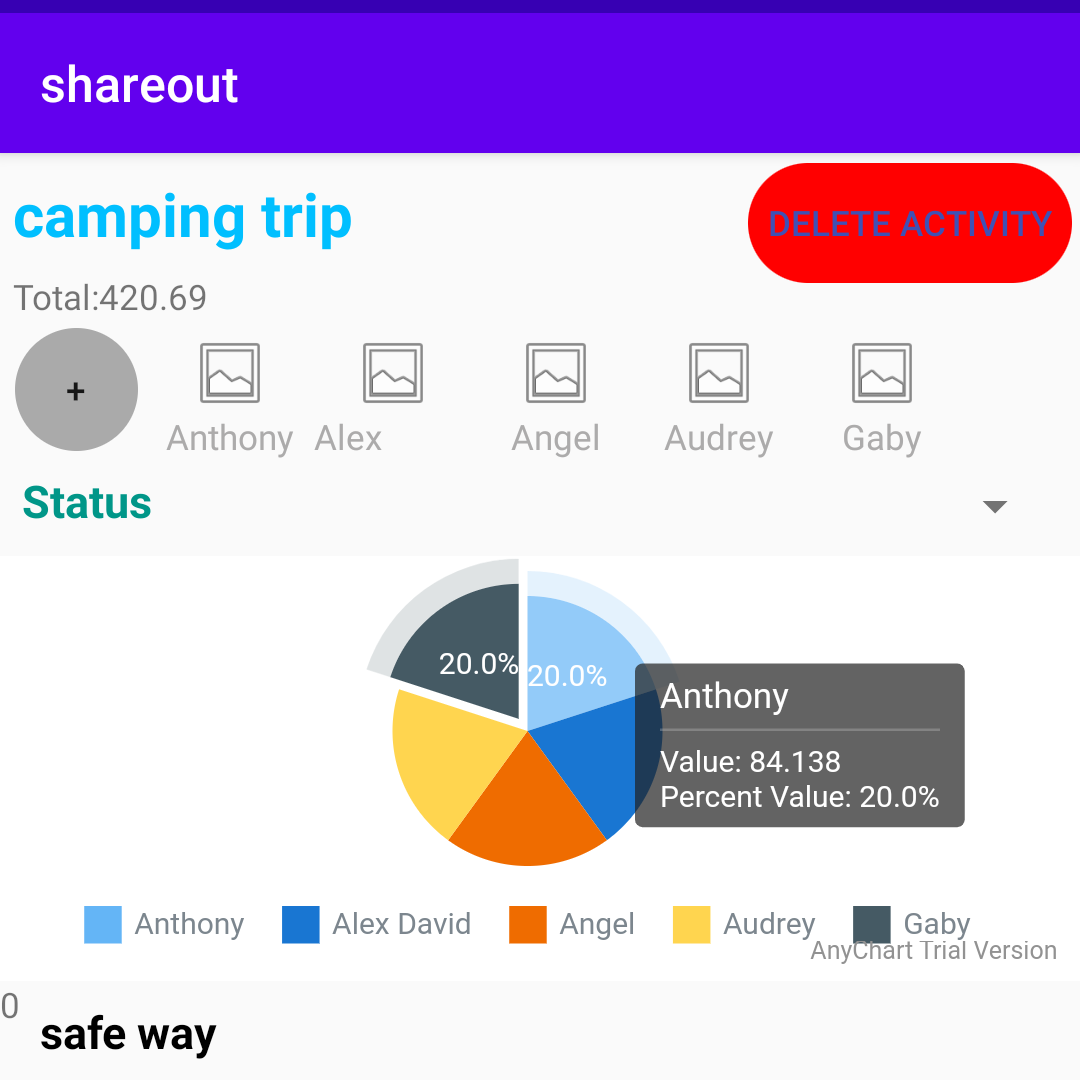 shareout
camping trip
DELETE ACTIVITY
Total:420.69
+
Anthony
Alex
Angel
Audrey
Gaby
Status
20.0%
20.0%
Anthony
Value: 84.138
Percent Value: 20.0%
Anthony
Alex David
Angel
Audrey
Gaby
AnyChart Trial Version
0
safe way